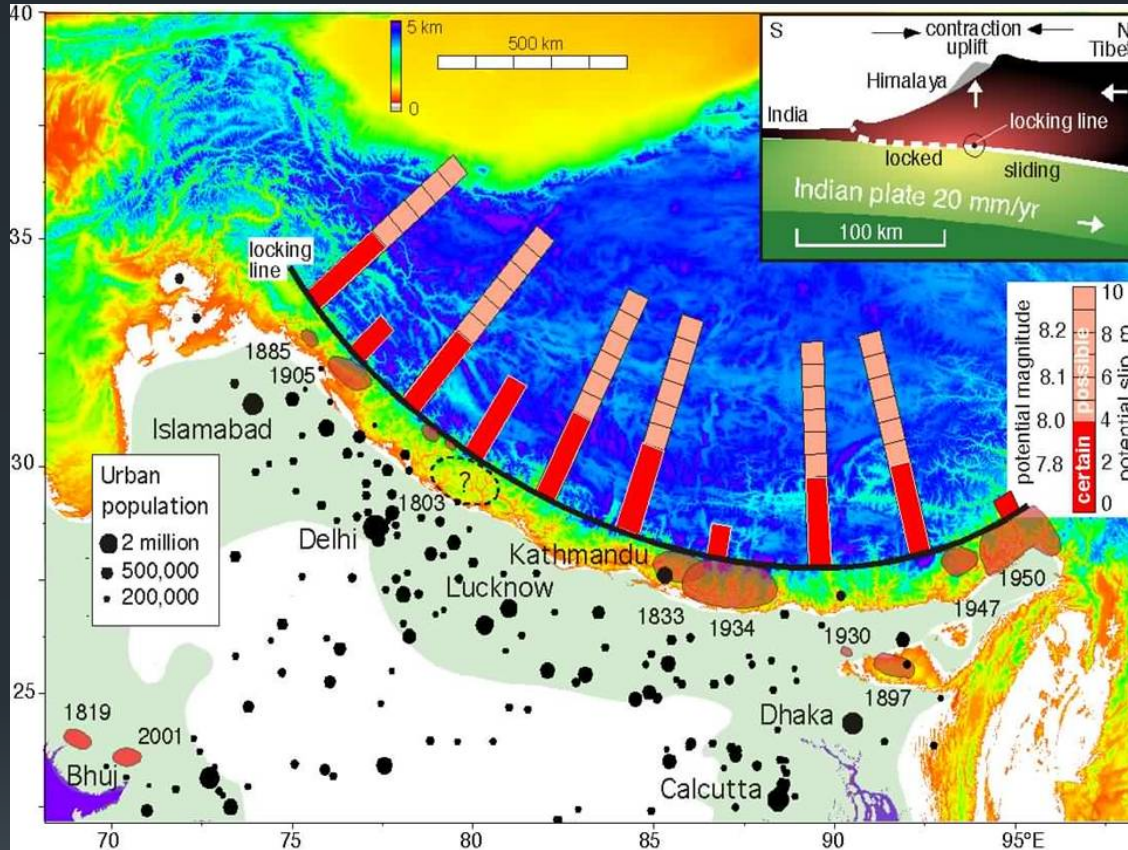 40
35
30
25
5 km
0
500 km
S
contraction
uplift
N
Tibet
Himalaya
India
locking line
locked
sliding
Indian plate 20 mm/yr
100 km
locking
line
potential magnitude
8.2
8.1
8.0
7.8
certain
possible
10
8
6
4
2
0
potential slip, m
1885
1905
Islamabad
?
Urban
population
2 million
500,000
200,000
1803
Delhi
Kathmandu
Lucknow
1833
1934
1930
1947
1950
1897
Dhaka
1819
2001
Bhuj
Calcutta
70
75
80
85
90
95°E